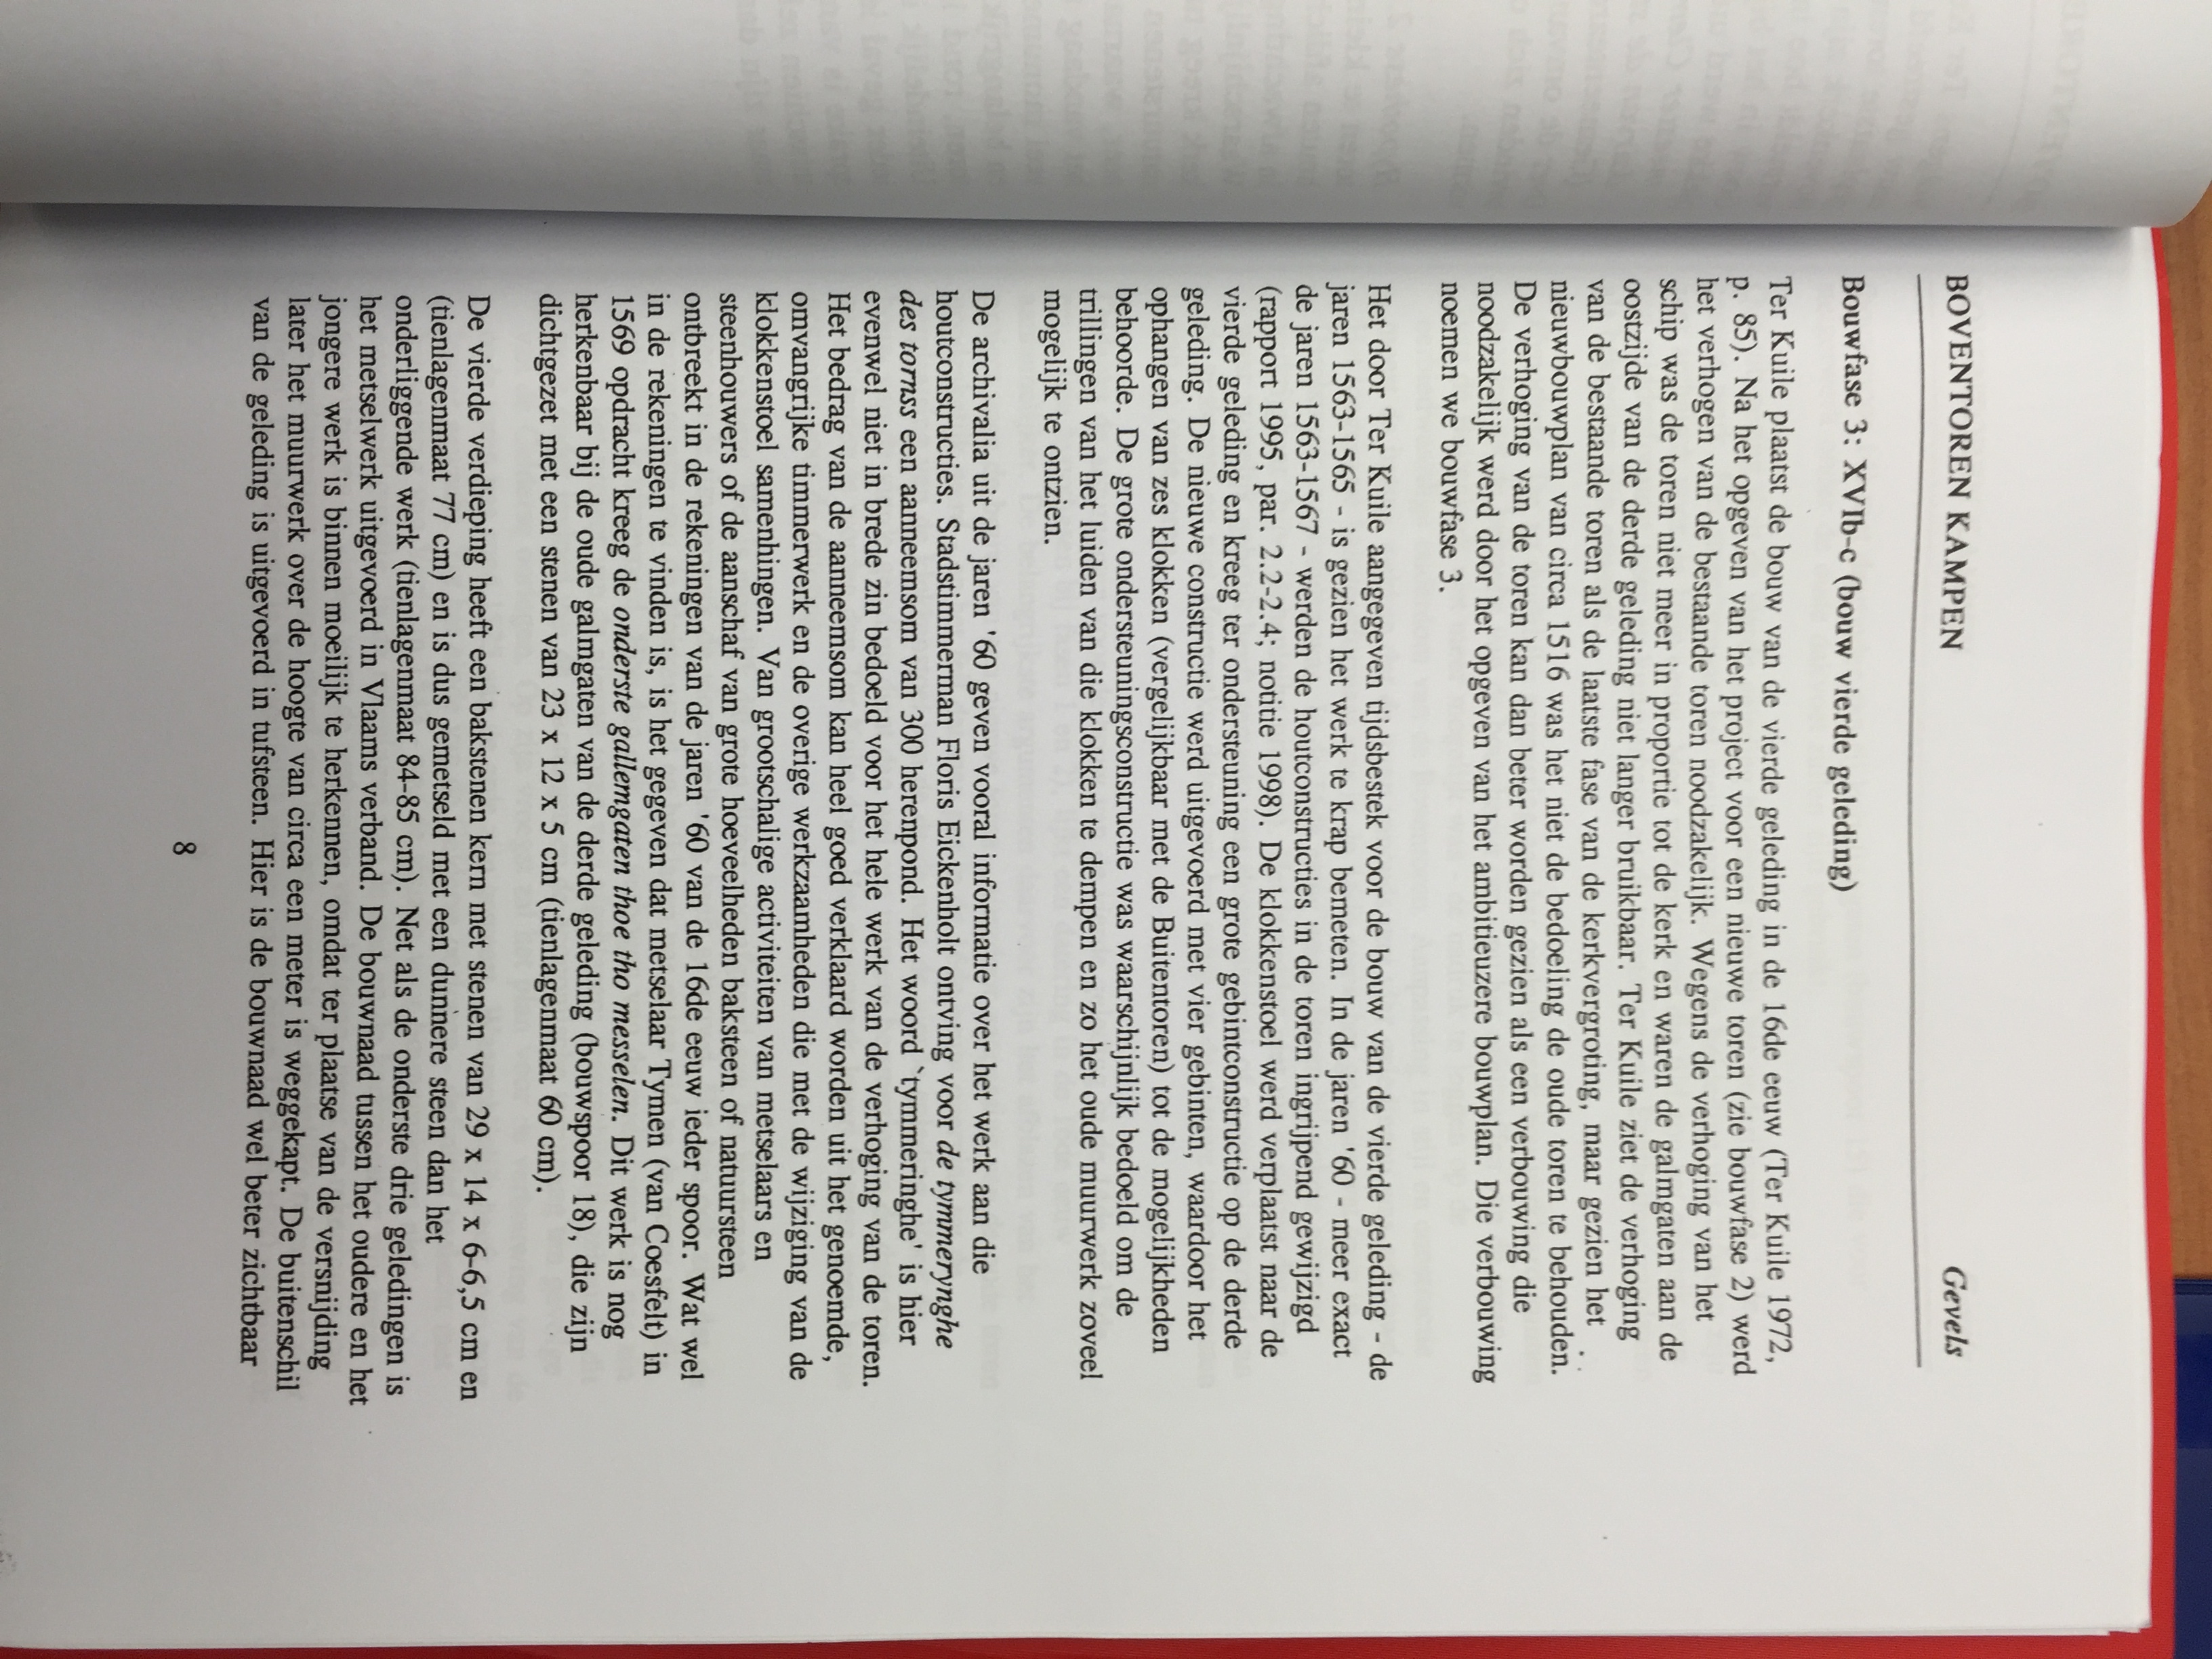 BOVENTOREN KAMPEN Gevels
Bouwfase 3: XVIb-c (bouw vierde geleding)
Ter Kuile plaatst de bouw van de vierde geleding in de 16de eeuw (Ter Kuile 1972,
p. 85). Na het opgeven van het project voor een nieuwe toren (zie bouwfase 2) werd
het verhogen van de bestaande toren noodzakelijk. Wegens de verhoging van het
schip was de toren niet meer in proportie tot de kerk en waren de galmgaten aan de
oostzijde van de derde geleding niet langer bruikbaar. Ter Kuile ziet de verhoging
van de bestaande toren als de laatste fase van de kerkvergroting, maar gezien het
nieuwbouwplan van circa 1516 was het niet de bedoeling de oude toren te behouden.
De verhoging van de toren kan dan beter worden gezien als een verbouwing die
noodzakelijk werd door het opgeven van het ambitieuzere bouwplan. Die verbouwing
noemen we bouwfase 3.
Het door Ter Kuile aangegeven tijdsbestek voor de bouw van de vierde geleding - de
jaren 1563-1565 - is gezien het werk te krap bemeten. In de jaren '60 - meer exact
de jaren 1563-1567 - werden de houtconstructies in de toren ingrijpend gewijzigd
(rapport 1995, par. 2.2-2.4; notitie 1998). De klokkenstoel werd verplaatst naar de
vierde geleding en kreeg ter ondersteuning een grote gebintconstructie op de derde
geleding. De nieuwe constructie werd uitgevoerd met vier gebinten, waardoor het
ophangen van zes klokken (vergelijkbaar met de Buitentoren) tot de mogelijkheden
behoorde. De grote ondersteuningsconstructie was waarschijnlijk bedoeld om de
trillingen van het luiden van die klokken te dempen en zo het oude muurwerk zoveel
mogelijk te ontzien.
De archivalia uit de jaren '60 geven vooral informatie over het werk aan die
houtconstructies. Stadstimmerman Floris Eickenholt ontving voor de tymmerynghe
des tornss een aanneemsom van 300 herenpond. Het woord `tymmeringhe' is hier
evenwel niet in brede zin bedoeld voor het hele werk van de verhoging van de toren.
Het bedrag van de aanneemsom kan heel goed verklaard worden uit het genoemde,
omvangrijke timmerwerk en de overige werkzaamheden die met de wijziging van de
klokkenstoel samenhingen. Van grootschalige activiteiten van metselaars en
steenhouwers of de aanschaf van grote hoeveelheden baksteen of natuursteen
ontbreekt in de rekeningen van de jaren '60 van de 16de eeuw ieder spoor. Wat wel
in de rekeningen te vinden is, is het gegeven dat metselaar Tymen (van Coesfelt) in
1569 opdracht kreeg de onderste gallemgaten thoe tho messelen. Dit werk is nog
herkenbaar bij de oude galmgaten van de derde geleding (bouwspoor 18), die zijn
dichtgezet met een stenen van 23 x 12 x 5 cm (tienlagenmaat 60 cm).
De vierde verdieping heeft een bakstenen kern met stenen van 29 x 14 x 6-6,5 cm en
(tienlagenmaat 77 cm) en is dus gemetseld met een dunnere steen dan het
onderliggende werk (tienlagenmaat 84-85 cm). Net als de onderste drie geledingen is
het metselwerk uitgevoerd in Vlaams verband. De bouwnaad tussen het oudere en het
jongere werk is binnen moeilijk te herkennen, omdat ter plaatse van de versnijding
later het muurwerk over de hoogte van circa een meter is weggekapt. De buitenschil
van de geleding is uitgevoerd in tufsteen. Hier is de bouwnaad wel beter zichtbaar
8